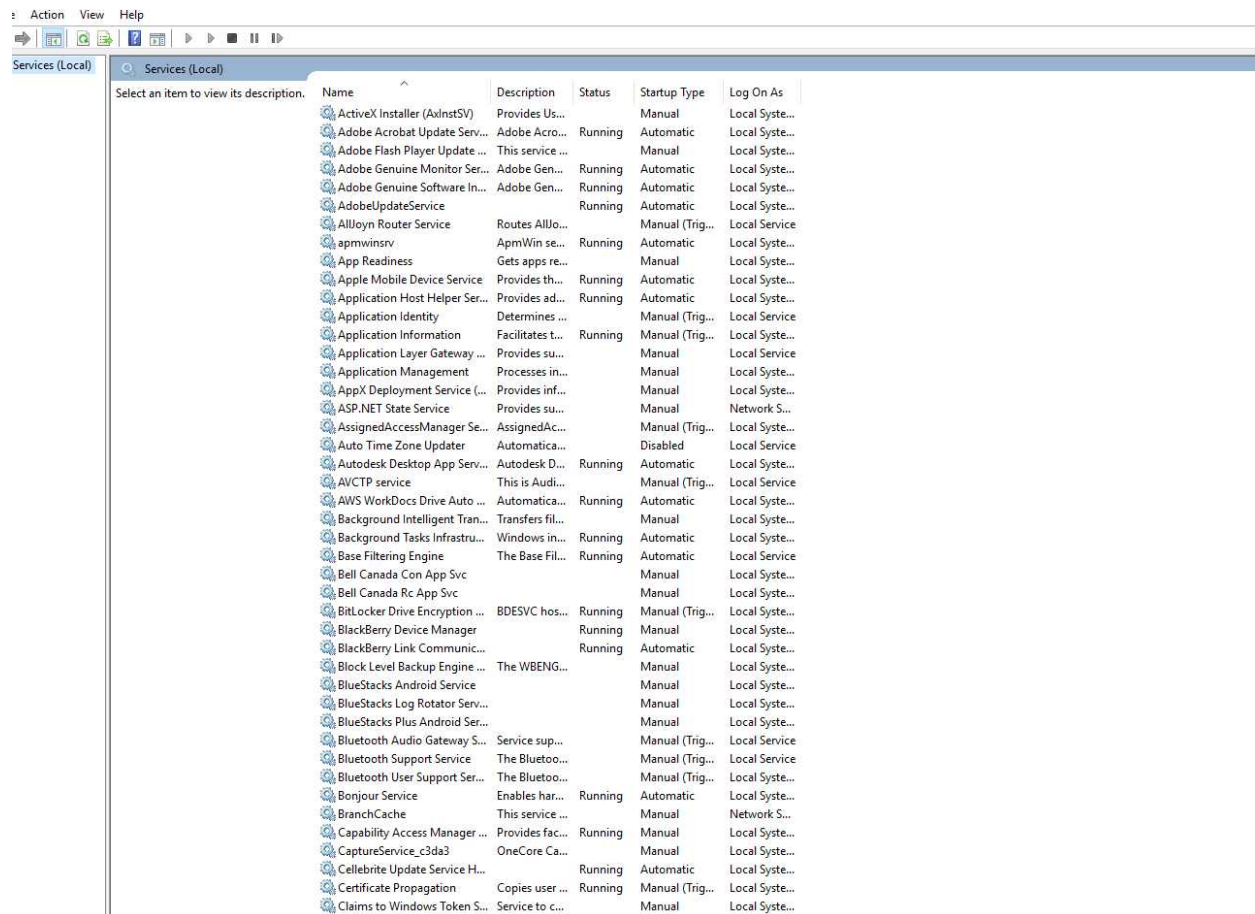 Action View Help
Services (Local)
Services (Local)
Select an item to view its description.
Name Description Status Startup Type Log On As
ActiveX Installer (AxInstSV) Provides Us... Manual Local Syste...
Adobe Acrobat Update Serv... Adobe Acro... Running Automatic Local Syste...
Adobe Flash Player Update ... This service ... Manual Local Syste...
Adobe Genuine Monitor Ser... Adobe Gen... Running Automatic Local Syste...
Adobe Genuine Software In... Adobe Gen... Running Automatic Local Syste...
AdobeUpdateService Running Automatic Local Syste...
AllJoyn Router Service Routes AllJo... Manual (Trig... Local Service
apmwinsrv ApmWin se... Running Automatic Local Syste...
App Readiness Gets apps re... Manual Local Syste...
Apple Mobile Device Service Provides th... Running Automatic Local Syste...
Application Host Helper Ser... Provides ad... Running Automatic Local Syste...
Application Identity Determines ... Manual (Trig... Local Service
Application Information Facilitates t... Running Manual (Trig... Local Syste...
Application Layer Gateway ... Provides su... Manual Local Service
Application Management Processes in... Manual Local Syste...
AppX Deployment Service (... Provides inf... Manual Local Syste...
ASP.NET State Service Provides su... Manual Network S...
AssignedAccessManager Se... AssignedAc... Manual (Trig... Local Syste...
Auto Time Zone Updater Automatica... Disabled Local Service
Autodesk Desktop App Serv... Autodesk D... Running Automatic Local Syste...
AVCTP service This is Audi... Manual (Trig... Local Service
AWS WorkDocs Drive Auto ... Automatica... Running Automatic Local Syste...
Background Intelligent Tran... Transfers fil... Manual Local Syste...
Background Tasks Infrastru... Windows in... Running Automatic Local Syste...
Base Filtering Engine The Base Fil... Running Automatic Local Service
Bell Canada Con App Svc Manual Local Syste...
Bell Canada Rc App Svc Manual Local Syste...
BitLocker Drive Encryption ... BDESVC hos... Running Manual (Trig... Local Syste...
BlackBerry Device Manager Running Manual Local Syste...
BlackBerry Link Communic... Running Automatic Local Syste...
Block Level Backup Engine ... The WBENG... Manual Local Syste...
BlueStacks Android Service Manual Local Syste...
BlueStacks Log Rotator Serv... Manual Local Syste...
BlueStacks Plus Android Ser... Manual Local Syste...
Bluetooth Audio Gateway S... Service sup... Manual (Trig... Local Service
Bluetooth Support Service The Bluetoo... Manual (Trig... Local Service
Bluetooth User Support Ser... The Bluetoo... Manual (Trig... Local Syste...
Bonjour Service Enables har... Running Automatic Local Syste...
BranchCache This service ... Manual Network S...
Capability Access Manager ... Provides fac... Running Manual Local Syste...
CaptureService_c3da3 OneCore Ca... Manual Local Syste...
Cellebrite Update Service H... Running Automatic Local Syste...
Certificate Propagation Copies user ... Running Manual (Trig... Local Syste...
Claims to Windows Token S... Service to c... Manual Local Syste...